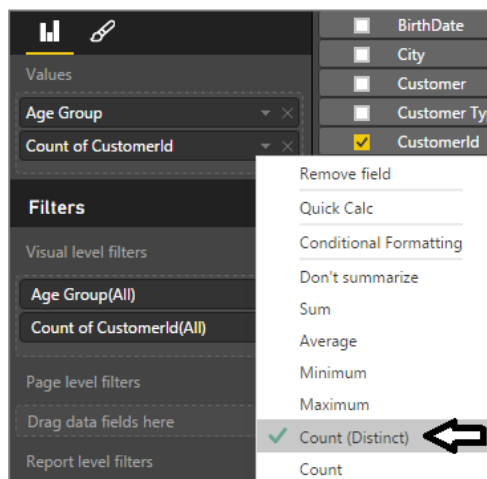 Values
Age Group
Count of CustomerId
Filters
Visual level filters
Age Group(All)
Count of CustomerId(All)
Page level filters
Drag data fields here
Report level filters
BirthDate
City
Customer
Customer Ty
CustomerId
Remove field
Quick Calc
Conditional Formatting
Don't summarize
Sum
Average
Minimum
Maximum
Count (Distinct)
Count